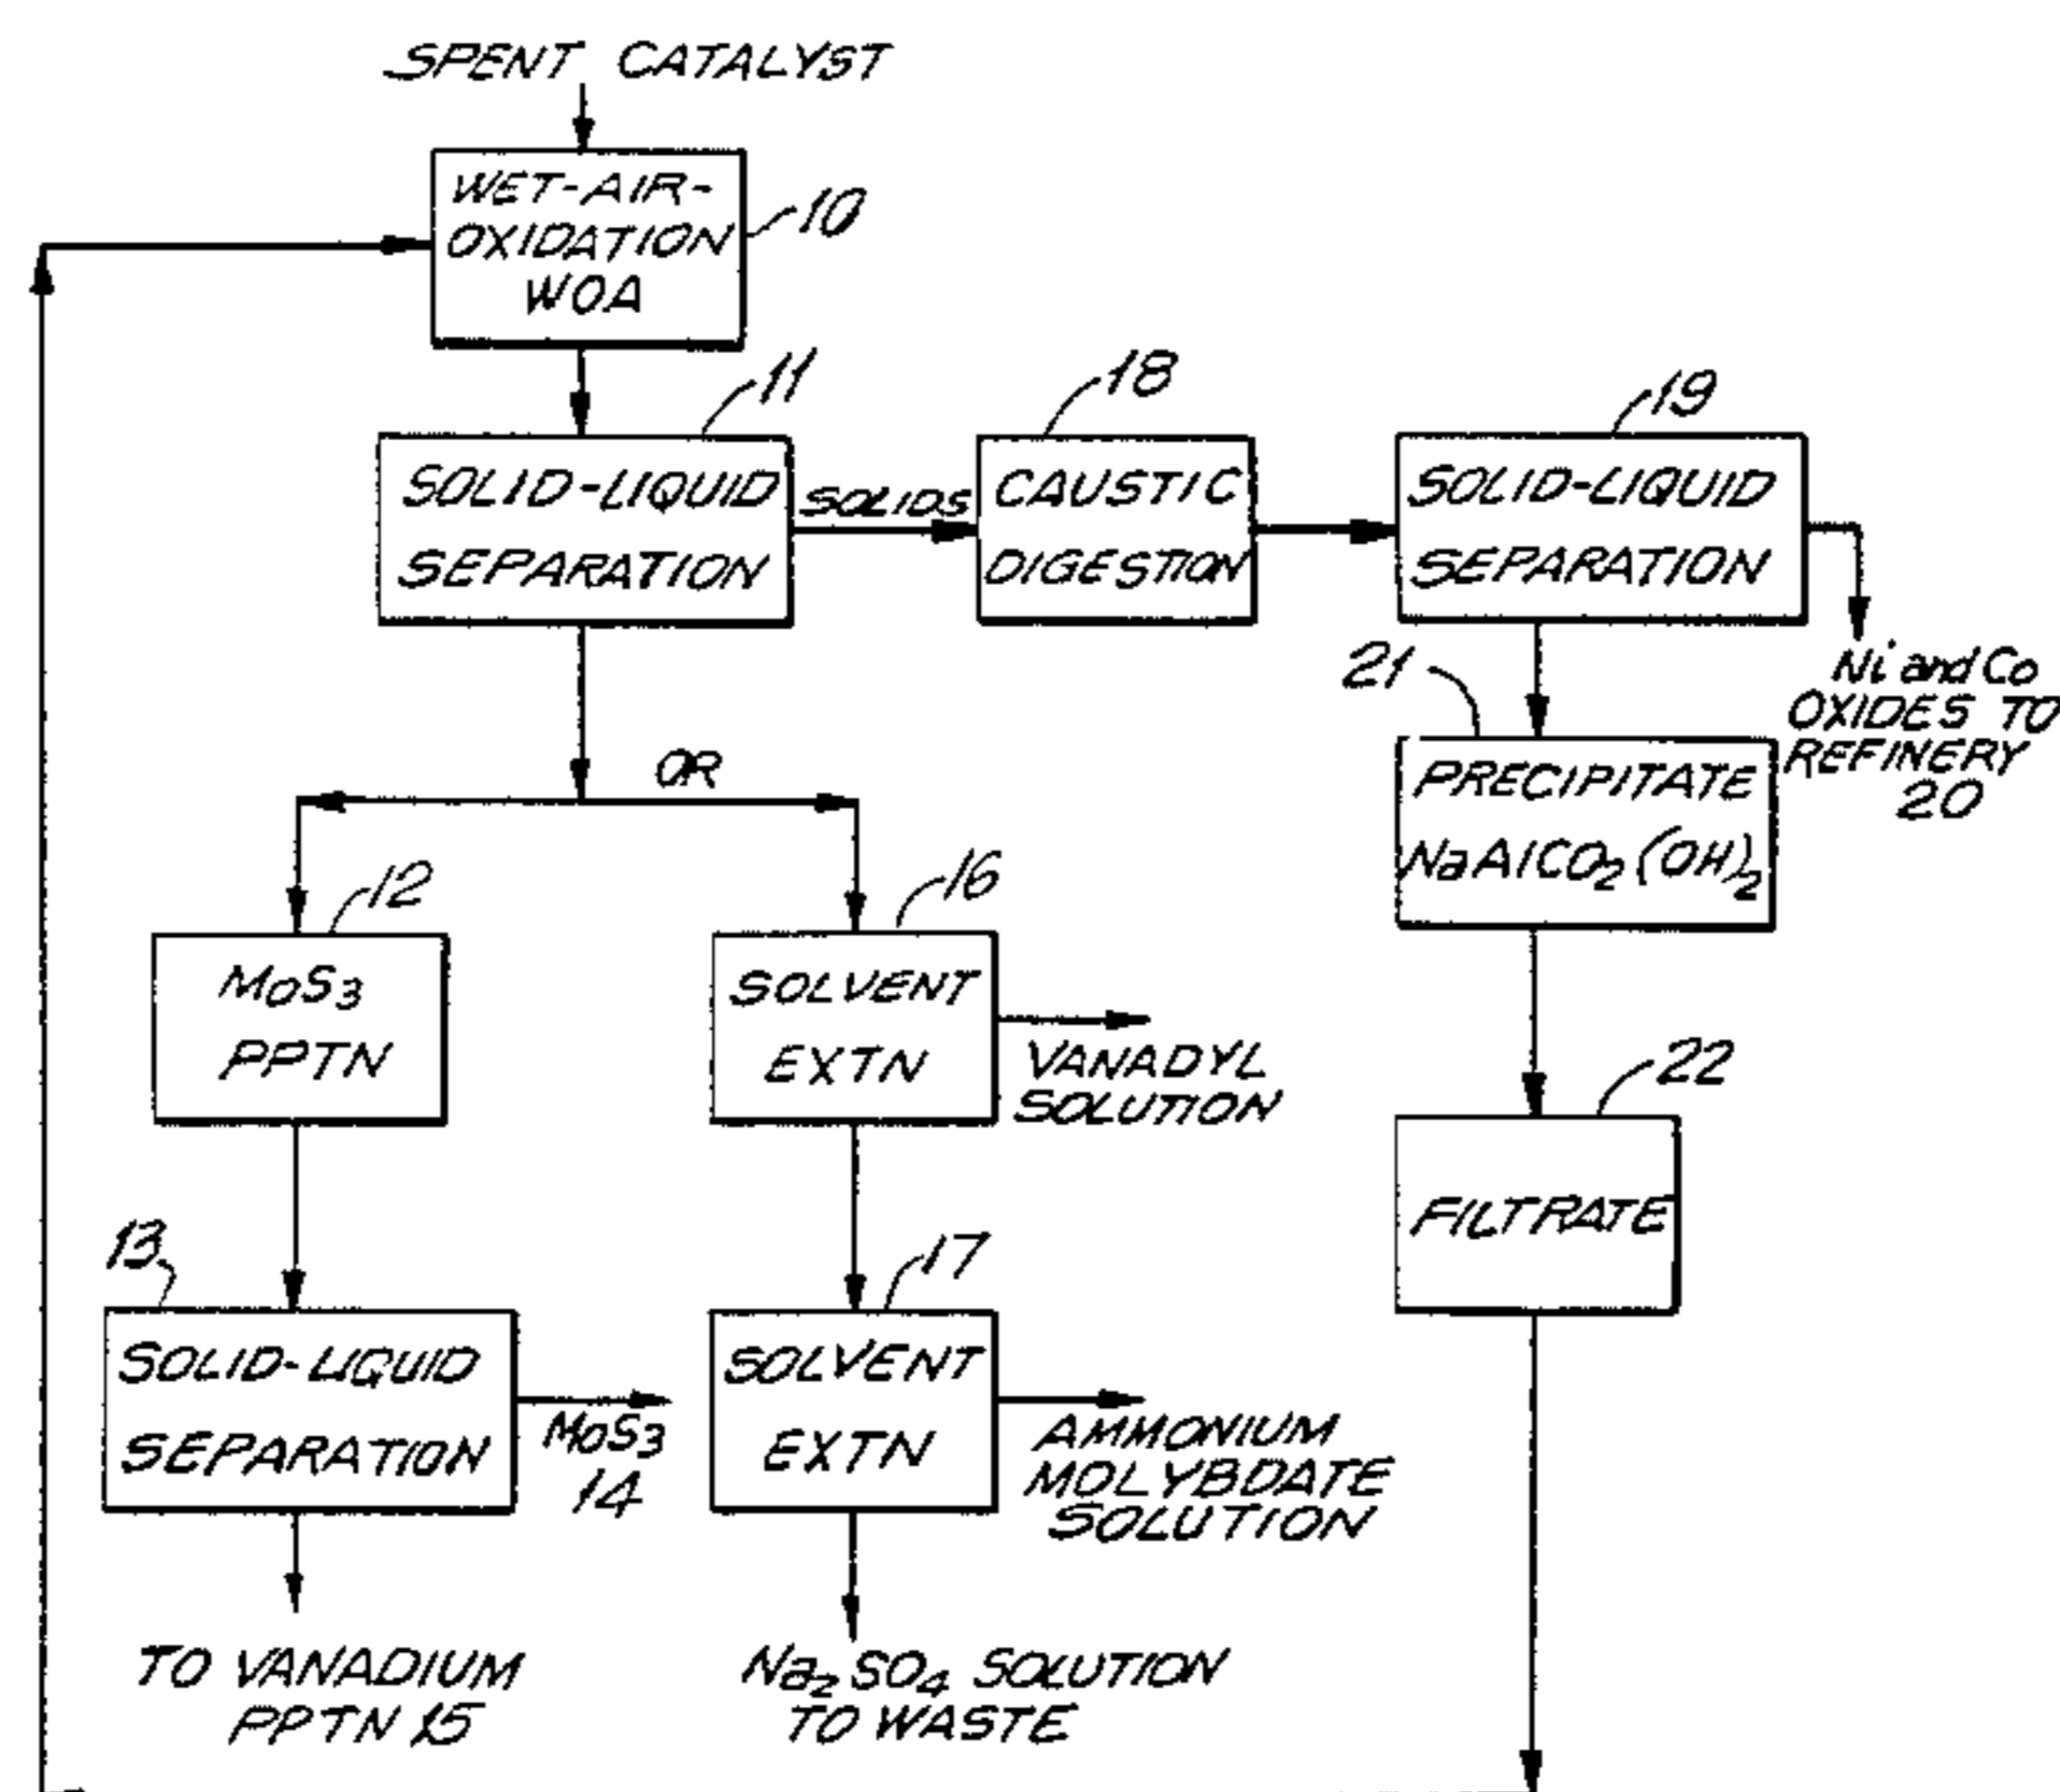 SPENT CATALYST
WET-AIR-
OXIDATION
WOA
10
11
SOLID-LIQUID
SEPARATION
SOLIDS
18
CAUSTIC
DIGESTION
19
SOLID-LIQUID
SEPARATION
Ni and Co
OXIDES TO
REFINERY
20
21
PRECIPITATE
NaAlCO₂(OH)₂
OR
12
MoS₃
PPTN
16
SOLVENT
EXTN
VANADYL
SOLUTION
22
FILTRATE
13
SOLID-LIQUID
SEPARATION
MoS₃
14
17
SOLVENT
EXTN
AMMONIUM
MOLYBDATE
SOLUTION
TO VANADIUM
PPTN 15
Na₂SO₄ SOLUTION
TO WASTE